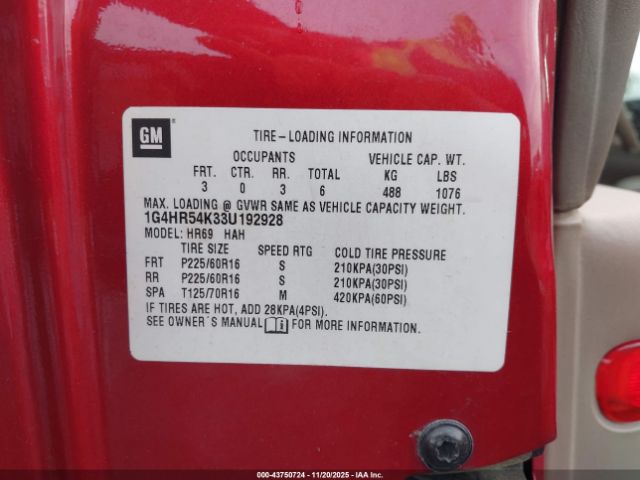 GM
TIRE-LOADING INFORMATION
OCCUPANTS VEHICLE CAP. WT.
FRT. CTR. RR. TOTAL KG LBS
3 0 3 6 488 1076
MAX. LOADING @ GVWR SAME AS VEHICLE CAPACITY WEIGHT.
1G4HR54K33U192928
MODEL: HR69 HAH
TIRE SIZE SPEED RTG COLD TIRE PRESSURE
FRT P225/60R16 S 210KPA(30PSI)
RR P225/60R16 S 210KPA(30PSI)
SPA T125/70R16 M 420KPA(60PSI)
IF TIRES ARE HOT, ADD 28KPA(4PSI).
SEE OWNER'S MANUAL FOR MORE INFORMATION.
000-43750724 - 11/20/2025 - IAA Inc.